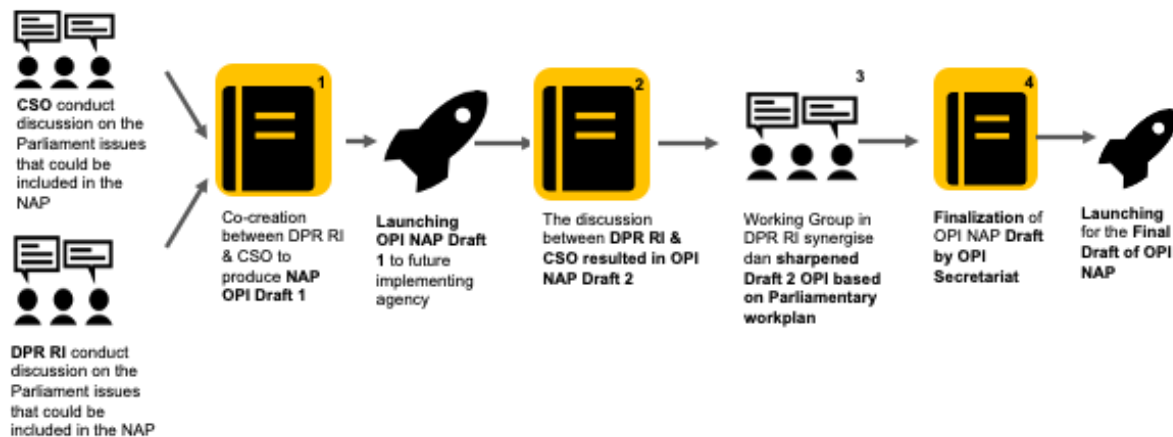 CSO conduct
discussion on the
Parliament issues
that could be
included in the
NAP
DPR RI conduct
discussion on the
Parliament issues
that could be
included in the NAP
1
Co-creation
between DPR RI
& CSO to
produce NAP
OPI Draft 1
Launching
OPI NAP Draft
1 to future
implementing
agency
2
The discussion
between DPR RI &
CSO resulted in OPI
NAP Draft 2
3
Working Group in
DPR RI synergise
dan sharpened
Draft 2 OPI based
on Parliamentary
workplan
4
Finalization of
OPI NAP Draft
by OPI
Secretariat
Launching
for the Final
Draft of OPI
NAP